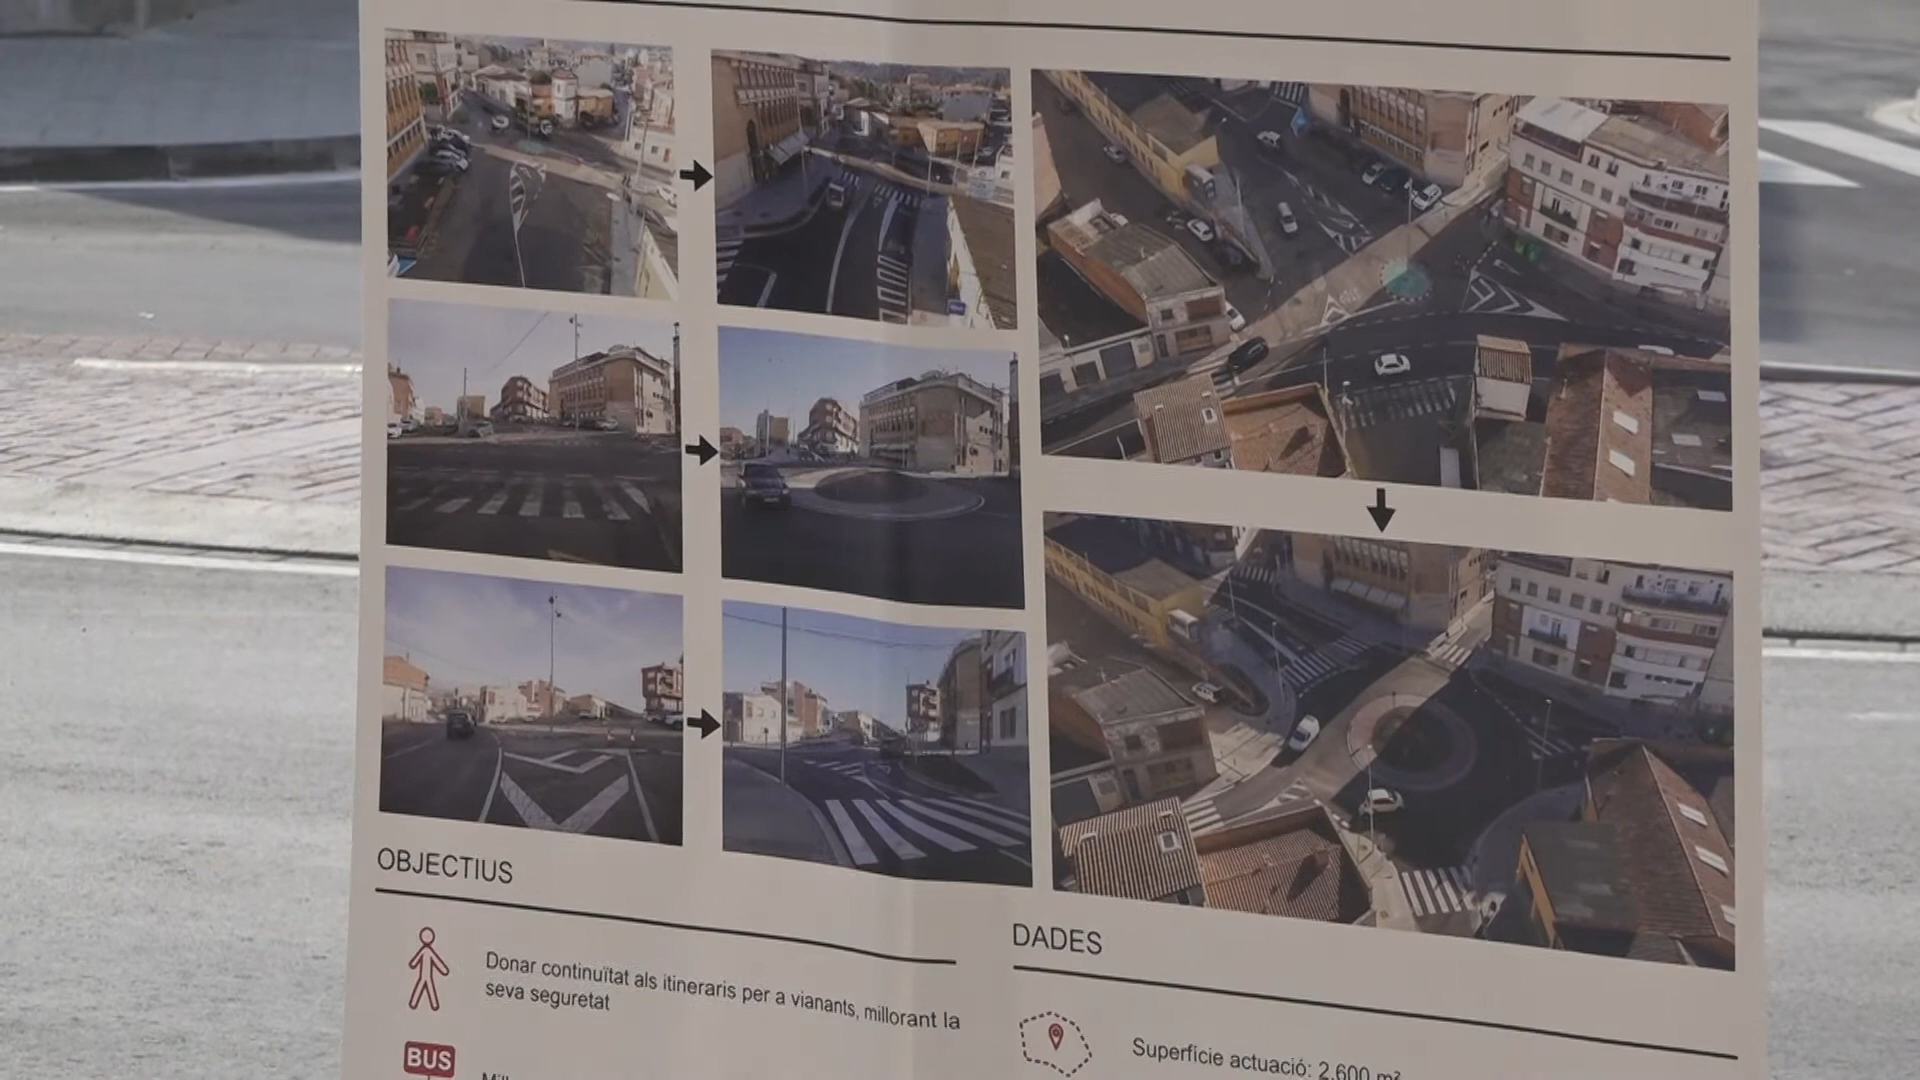 OBJECTIUS
Donar continuïtat als itineraris per a vianants, millorant la
seva seguretat
BUS
DADES
Superfície actuació: 2.600 m²